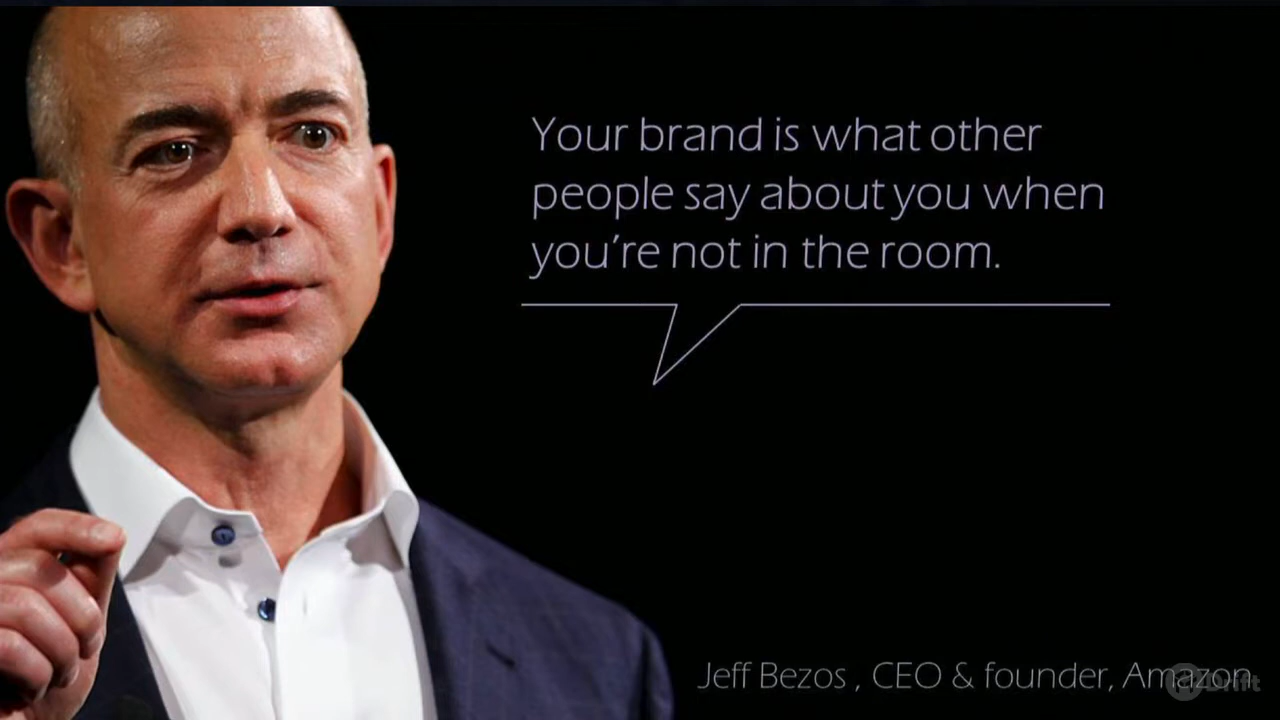 Your brand is what other
people say about you when
you're not in the room.
Jeff Bezos , CEO & founder, Amazon
Drift